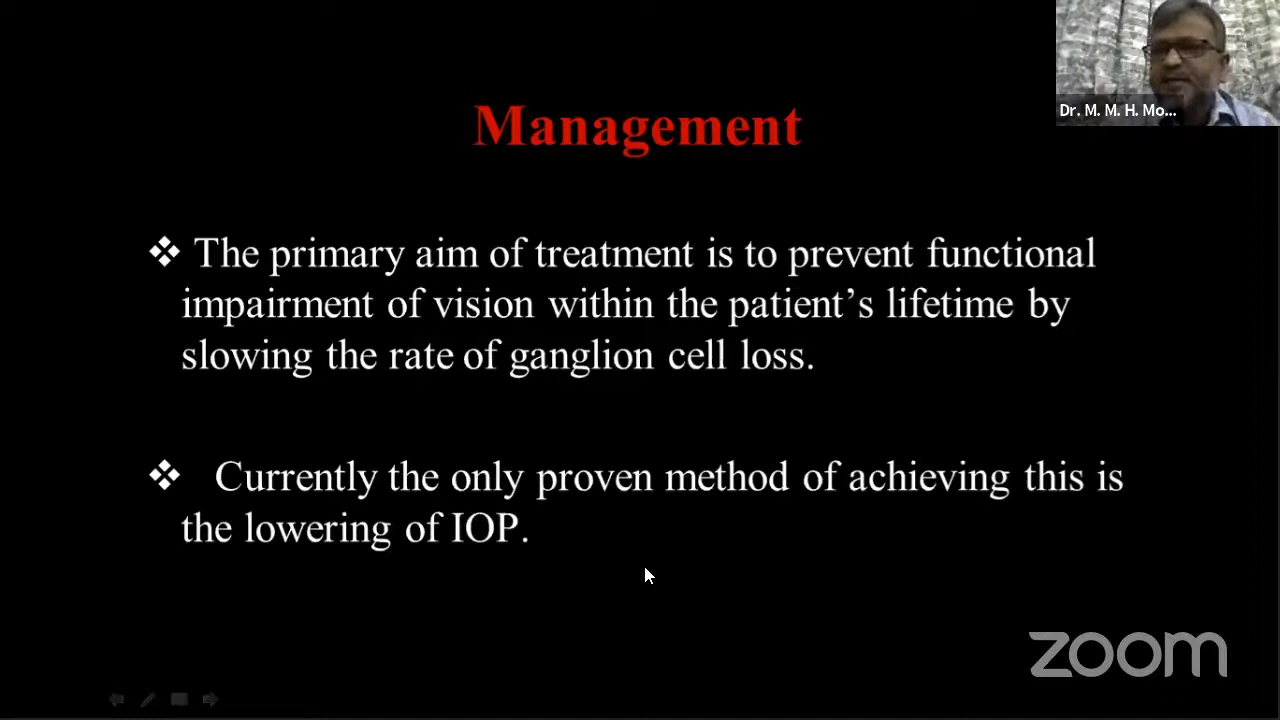 Dr. M. M. H. Mo...
Management
❖ The primary aim of treatment is to prevent functional
impairment of vision within the patient’s lifetime by
slowing the rate of ganglion cell loss.
❖ Currently the only proven method of achieving this is
the lowering of IOP.
zoom